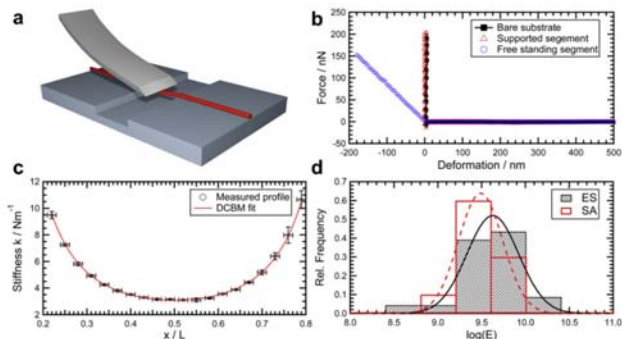 a
b
Force / nN
250
200
150
100
50
0
Bare substrate
Supported segement
Free standing segment
-200 -100 0 100 200 300 400 500
Deformation / nm
c
Stiffness k / Nm-1
10
8
6
4
Measured profile
DCBM fit
0.2 0.3 0.4 0.5 0.6 0.7 0.8
x / L
d
Rel. Frequency
0.7
0.6
0.5
0.4
0.3
0.2
0.1
0.0
ES
SA
8.0 8.5 9.0 9.5 10.0 10.5 11.0
log(E)